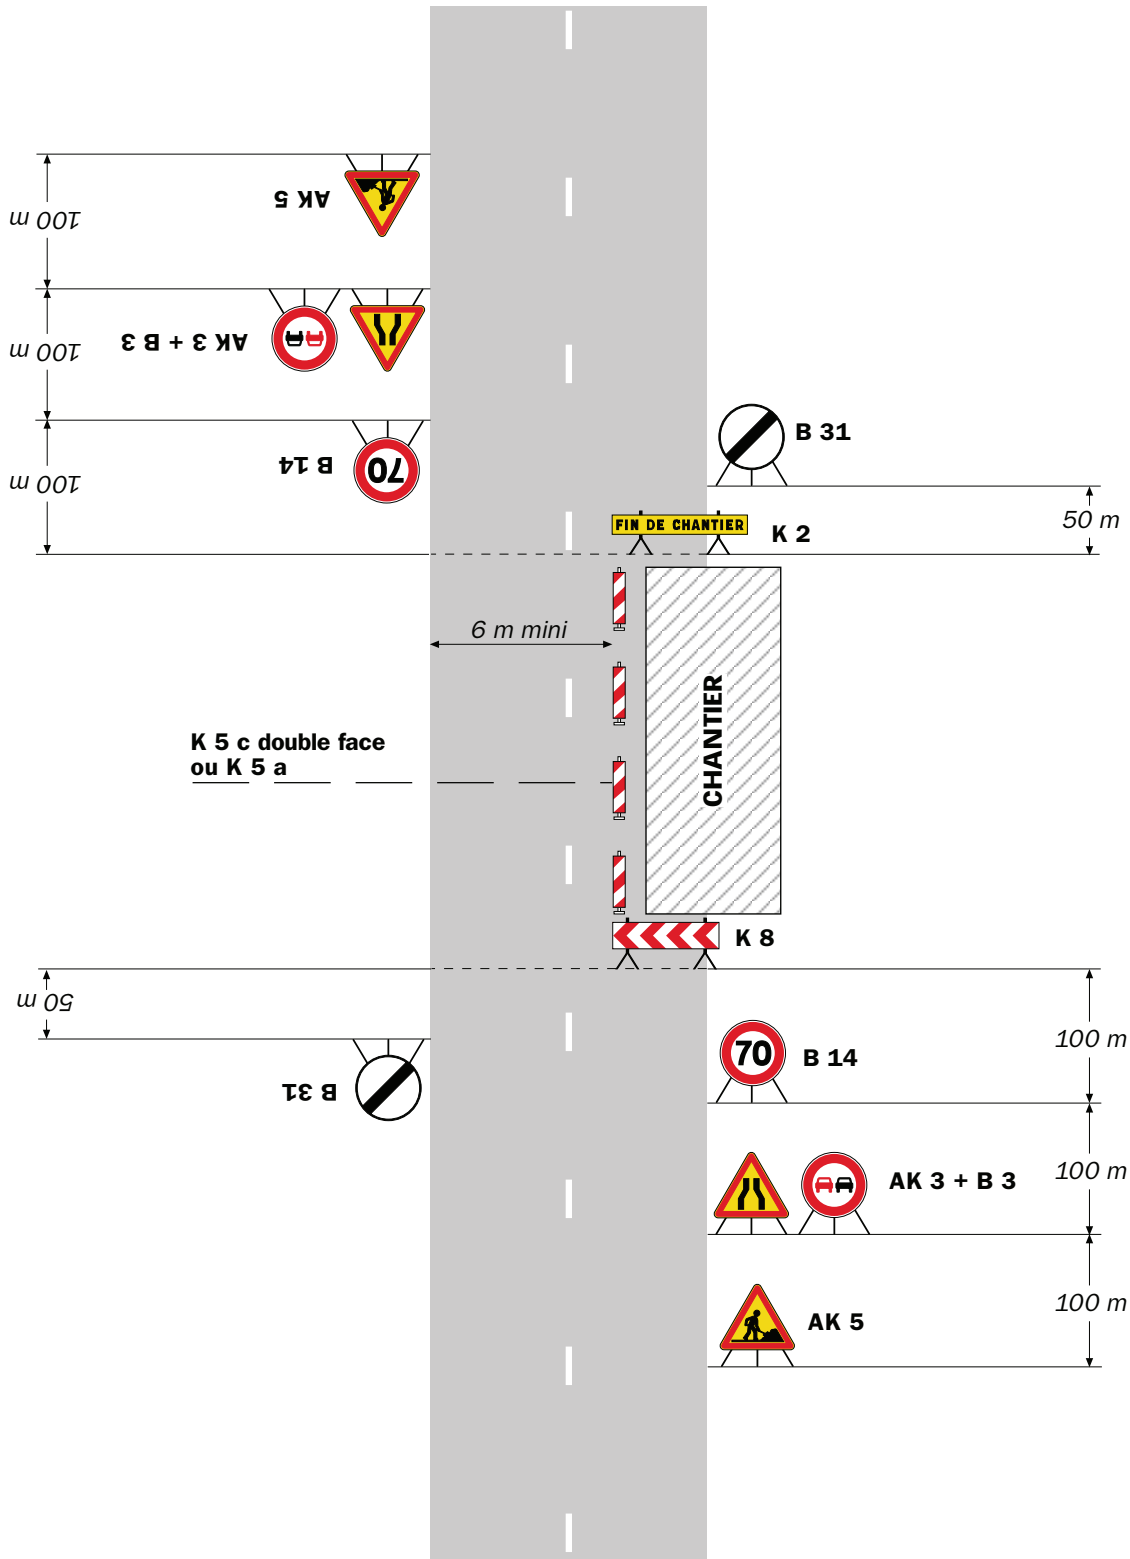 AK 5
100 m
AK 3 + B 3
100 m
B 14
70
100 m
B 31
50 m
FIN DE CHANTIER
K 2
6 m mini
CHANTIER
K 5 c double face
ou K 5 a
K 8
50 m
B 31
70
B 14
100 m
AK 3 + B 3
100 m
AK 5
100 m